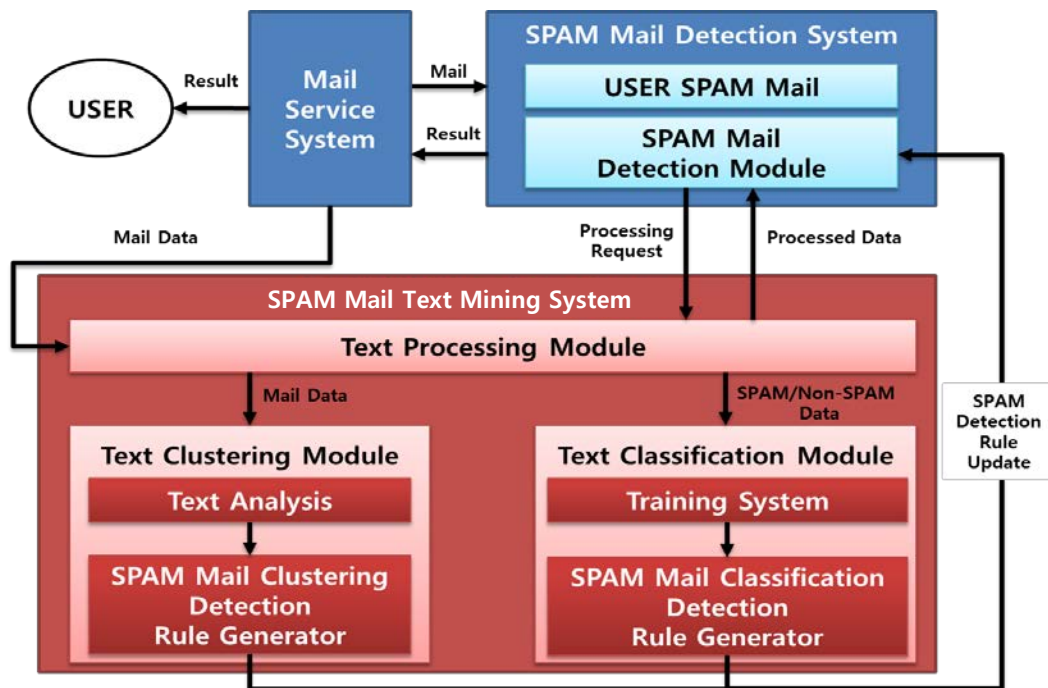 SPAM Mail Detection System
USER
Result
Mail
Service
System
Mail
Result
USER SPAM Mail
SPAM Mail
Detection Module
Mail Data
Processing
Request
Processed Data
SPAM Mail Text Mining System
Text Processing Module
Mail Data
SPAM/Non-SPAM
Data
SPAM
Detection
Rule
Update
Text Clustering Module
Text Analysis
SPAM Mail Clustering
Detection
Rule Generator
Text Classification Module
Training System
SPAM Mail Classification
Detection
Rule Generator